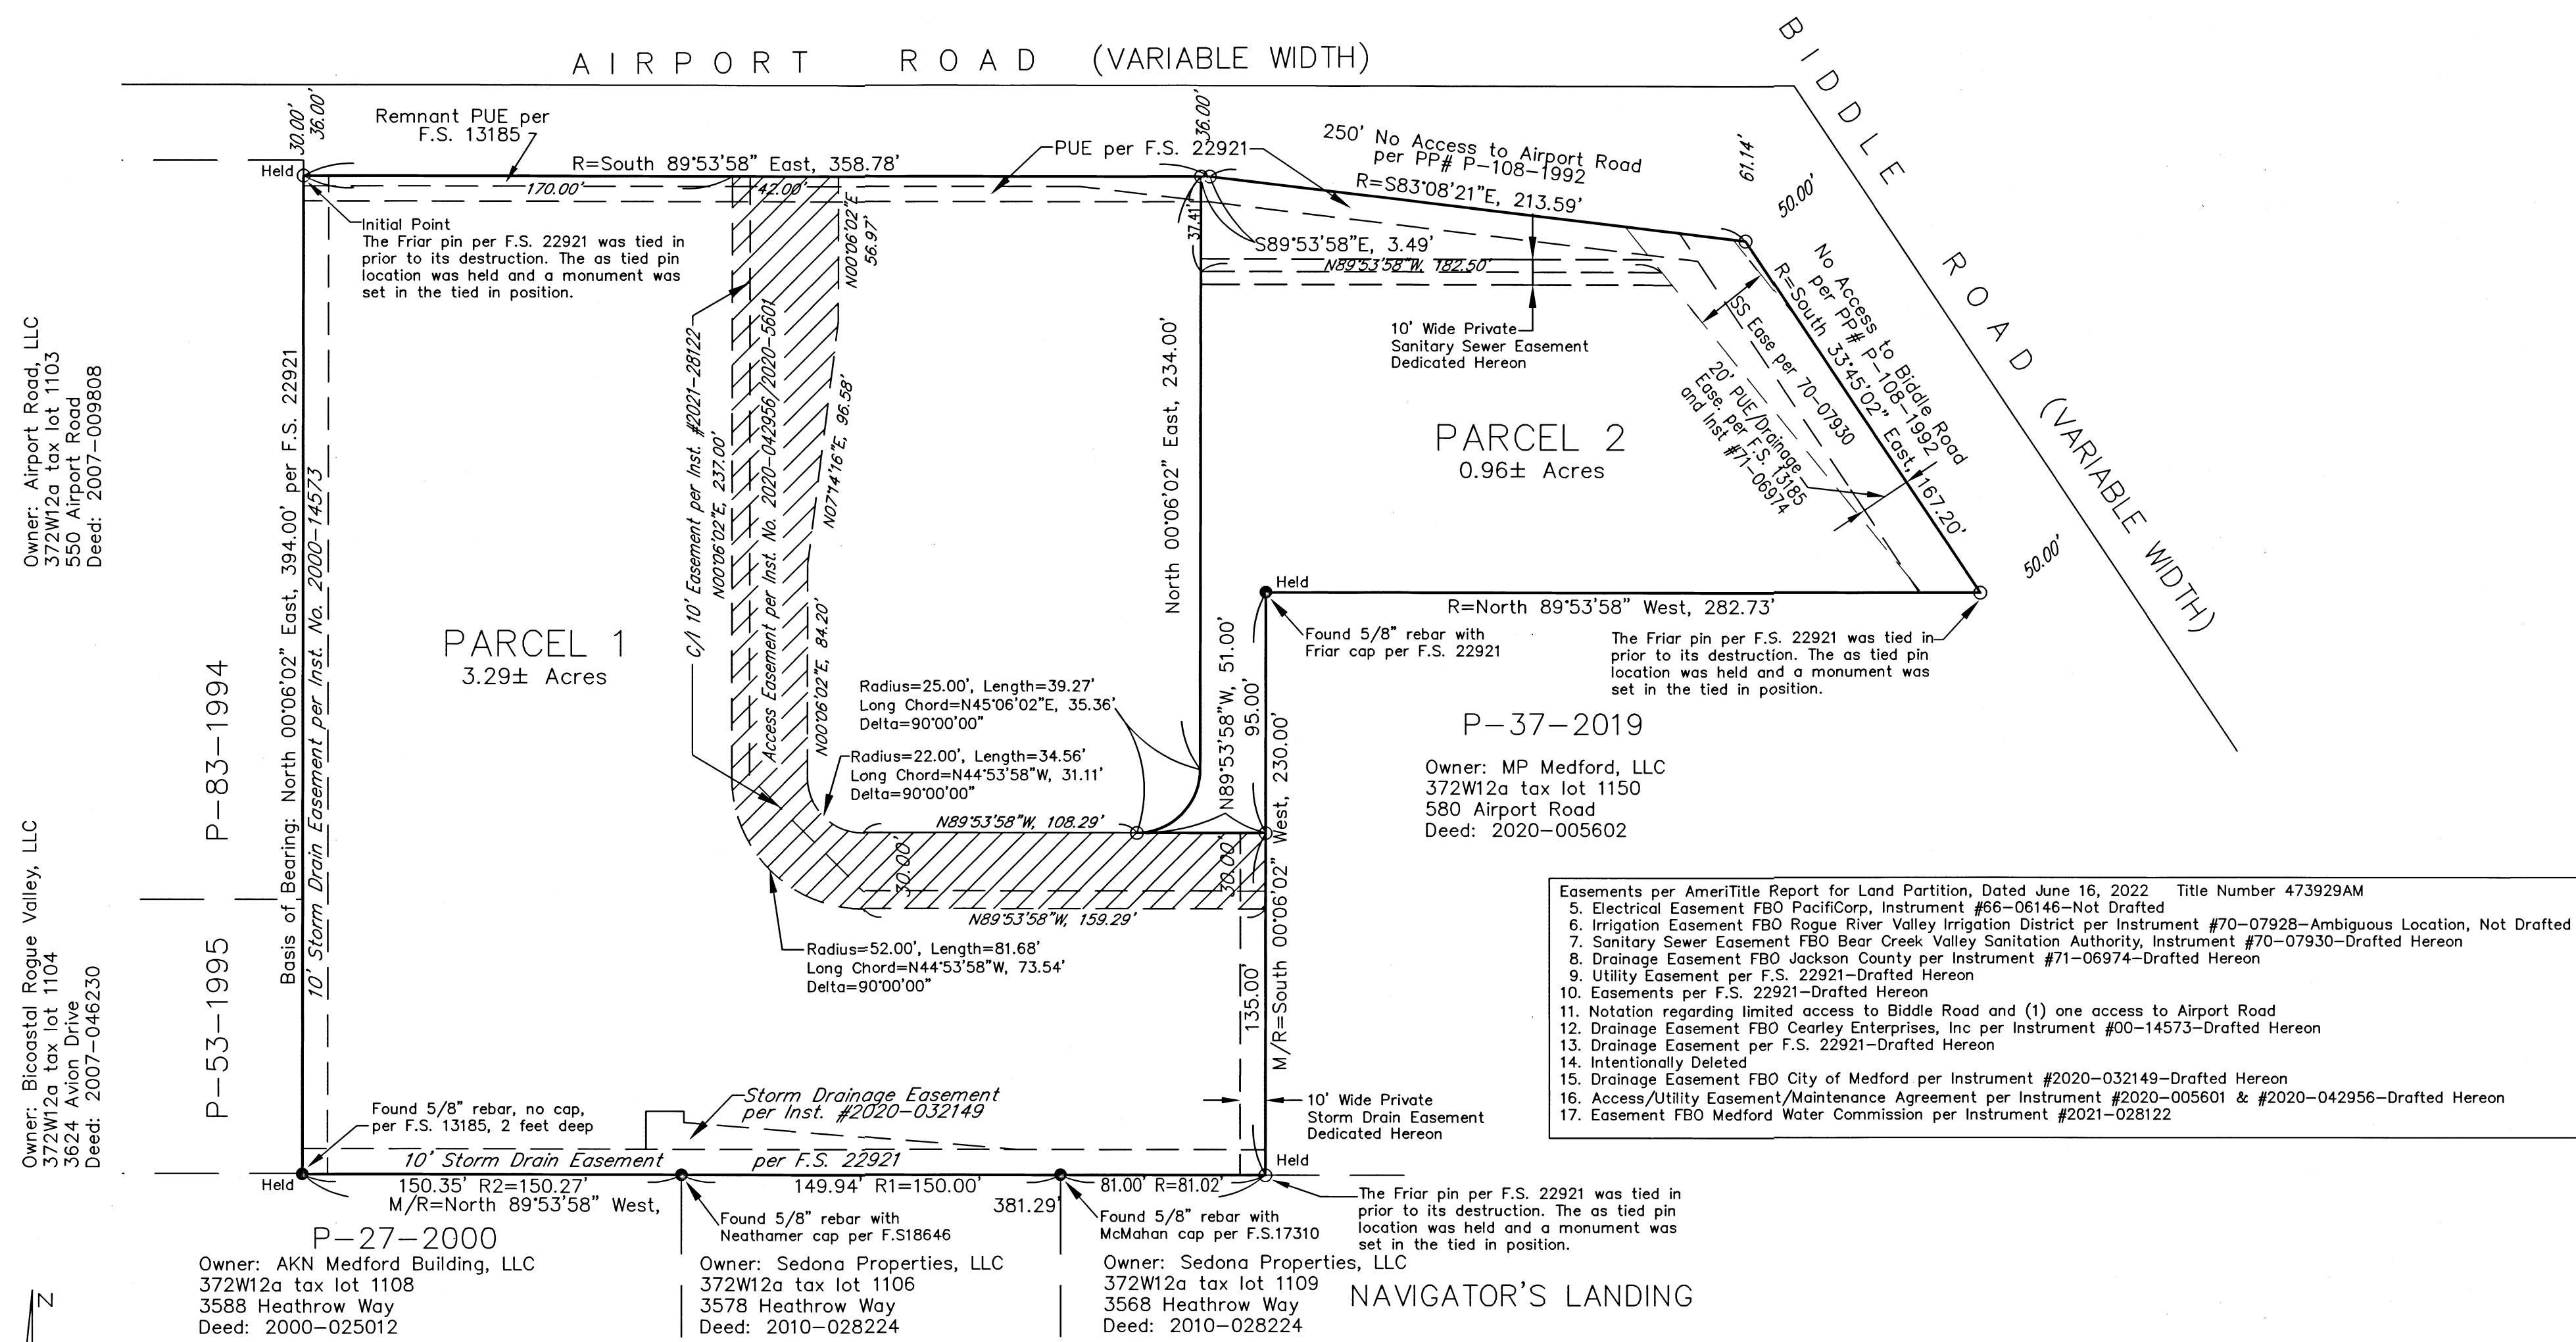 AIRPORT ROAD (VARIABLE WIDTH)
BIDDLE ROAD (VARIABLE WIDTH)
30.00'
36.00'
Remnant PUE per
F.S. 13185
R=South 89°53'58" East, 358.78'
PUE per F.S. 22921
36.00'
250' No Access to Airport Road
per PP# P-108-1992
R=S83°08'21"E, 213.59'
61.14'
50.00'
Held
170.00'
42.00'
Initial Point
The Friar pin per F.S. 22921 was tied in
prior to its destruction. The as tied pin
location was held and a monument was
set in the tied in position.
N00°06'02"E
56.97'
37.41'
S89°53'58"E, 3.49'
N89°53'58"W, 182.50'
10' Wide Private
Sanitary Sewer Easement
Dedicated Hereon
No Access to Biddle Road
per PP# P-108-1992
R=South 33°45'02" East, 167.20'
SS Ease per 70-07930
20' PUE/Drainage
Ease. per F.S. 13185
and Inst #71-06974
50.00'
Owner: Airport Road, LLC
372W12a tax lot 1103
550 Airport Road
Deed: 2007-009808
P-83-1994
Basis of Bearing: North 00°06'02" East, 394.00' per F.S. 22921
10' Storm Drain Easement per Inst. No. 2000-14573
PARCEL 1
3.29± Acres
C/l 10' Easement per Inst. #2021-28122
N00°06'02"E, 237.00'
Access Easement per Inst. No. 2020-042956/2020-5601
N07°14'16"E, 96.58'
N00°06'02"E, 84.20'
North 00°06'02" East, 234.00'
PARCEL 2
0.96± Acres
Held
R=North 89°53'58" West, 282.73'
Found 5/8" rebar with
Friar cap per F.S. 22921
The Friar pin per F.S. 22921 was tied in
prior to its destruction. The as tied pin
location was held and a monument was
set in the tied in position.
Radius=25.00', Length=39.27'
Long Chord=N45°06'02"E, 35.36'
Delta=90°00'00"
Radius=22.00', Length=34.56'
Long Chord=N44°53'58"W, 31.11'
Delta=90°00'00"
N89°53'58"W, 51.00'
95.00'
M/R=South 00°06'02" West, 230.00'
P-37-2019
Owner: MP Medford, LLC
372W12a tax lot 1150
580 Airport Road
Deed: 2020-005602
N89°53'58"W, 108.29'
30.00'
30.00'
N89°53'58"W, 159.29'
Radius=52.00', Length=81.68'
Long Chord=N44°53'58"W, 73.54'
Delta=90°00'00"
135.00'
Owner: Bicoastal Rogue Valley, LLC
372W12a tax lot 1104
3624 Avion Drive
Deed: 2007-046230
P-53-1995
Easements per AmeriTitle Report for Land Partition, Dated June 16, 2022 Title Number 473929AM
5. Electrical Easement FBO PacifiCorp, Instrument #66-06146-Not Drafted
6. Irrigation Easement FBO Rogue River Valley Irrigation District per Instrument #70-07928-Ambiguous Location, Not Drafted
7. Sanitary Sewer Easement FBO Bear Creek Valley Sanitation Authority, Instrument #70-07930-Drafted Hereon
8. Drainage Easement FBO Jackson County per Instrument #71-06974-Drafted Hereon
9. Utility Easement per F.S. 22921-Drafted Hereon
10. Easements per F.S. 22921-Drafted Hereon
11. Notation regarding limited access to Biddle Road and (1) one access to Airport Road
12. Drainage Easement FBO Cearley Enterprises, Inc per Instrument #00-14573-Drafted Hereon
13. Drainage Easement per F.S. 22921-Drafted Hereon
14. Intentionally Deleted
15. Drainage Easement FBO City of Medford per Instrument #2020-032149-Drafted Hereon
16. Access/Utility Easement/Maintenance Agreement per Instrument #2020-005601 & #2020-042956-Drafted Hereon
17. Easement FBO Medford Water Commission per Instrument #2021-028122
Found 5/8" rebar, no cap,
per F.S. 13185, 2 feet deep
Storm Drainage Easement
per Inst. #2020-032149
10' Wide Private
Storm Drain Easement
Dedicated Hereon
10' Storm Drain Easement per F.S. 22921
Held
Held
150.35' R2=150.27'
149.94' R1=150.00'
81.00' R=81.02'
M/R=North 89°53'58" West,
381.29'
The Friar pin per F.S. 22921 was tied in
prior to its destruction. The as tied pin
location was held and a monument was
set in the tied in position.
Found 5/8" rebar with
Neathamer cap per F.S18646
Found 5/8" rebar with
McMahan cap per F.S.17310
P-27-2000
Owner: AKN Medford Building, LLC
372W12a tax lot 1108
3588 Heathrow Way
Deed: 2000-025012
Owner: Sedona Properties, LLC
372W12a tax lot 1106
3578 Heathrow Way
Deed: 2010-028224
Owner: Sedona Properties, LLC
372W12a tax lot 1109
3568 Heathrow Way
Deed: 2010-028224
NAVIGATOR'S LANDING
N